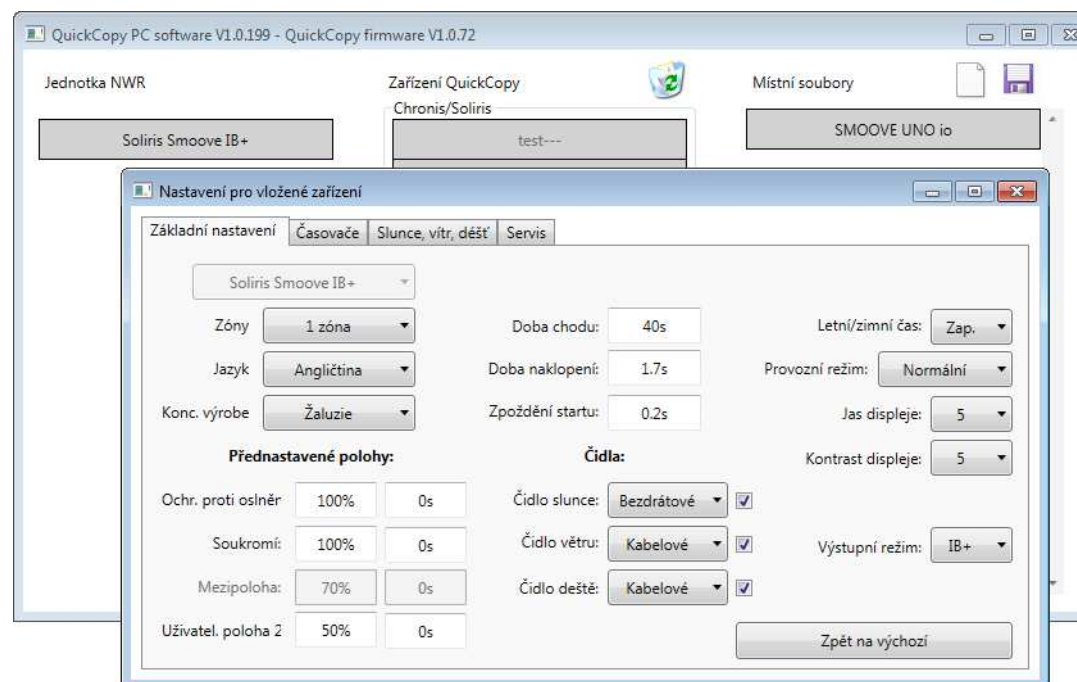 QuickCopy PC software V1.0.199 - QuickCopy firmware V1.0.72
Jednotka NWR
Zařízení QuickCopy
Místní soubory
Chronis/Soliris
Soliris Smoove IB+
test---
SMOOVE UNO io
Nastavení pro vložené zařízení
Základní nastavení Časovače Slunce, vítr, déšť Servis
Soliris Smoove IB+
Zóny 1 zóna
Jazyk Angličtina
Konc. výrobe Žaluzie
Doba chodu: 40s
Doba naklopení: 1.7s
Zpoždění startu: 0.2s
Letní/zimní čas: Zap.
Provozní režim: Normální
Jas displeje: 5
Kontrast displeje: 5
Přednastavené polohy:
Ochr. proti oslněr 100% 0s
Soukromí: 100% 0s
Mezipoloha: 70% 0s
Uživatel. poloha 2 50% 0s
Čidla:
Čidlo slunce: Bezdrátové
Čidlo větru: Kabelové
Čidlo deště: Kabelové
Výstupní režim: IB+
Zpět na výchozí